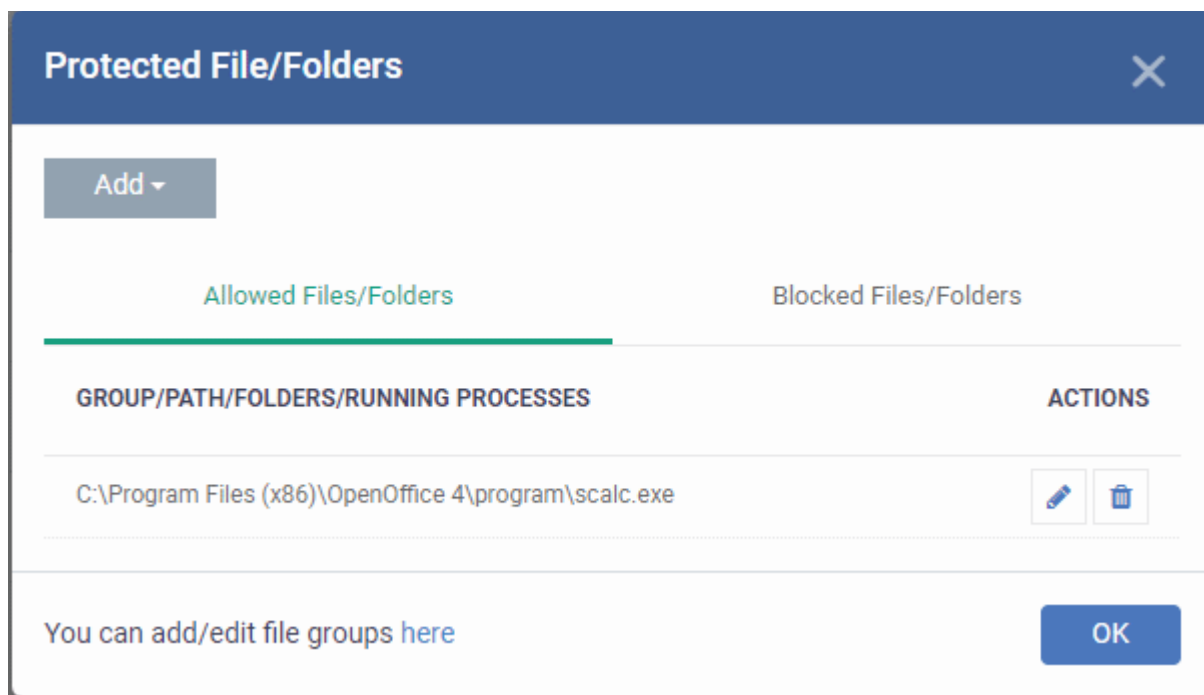 Protected File/Folders
Add
Allowed Files/Folders Blocked Files/Folders
GROUP/PATH/FOLDERS/RUNNING PROCESSES ACTIONS
C:\Program Files (x86)\OpenOffice 4\program\scalc.exe
You can add/edit file groups here OK